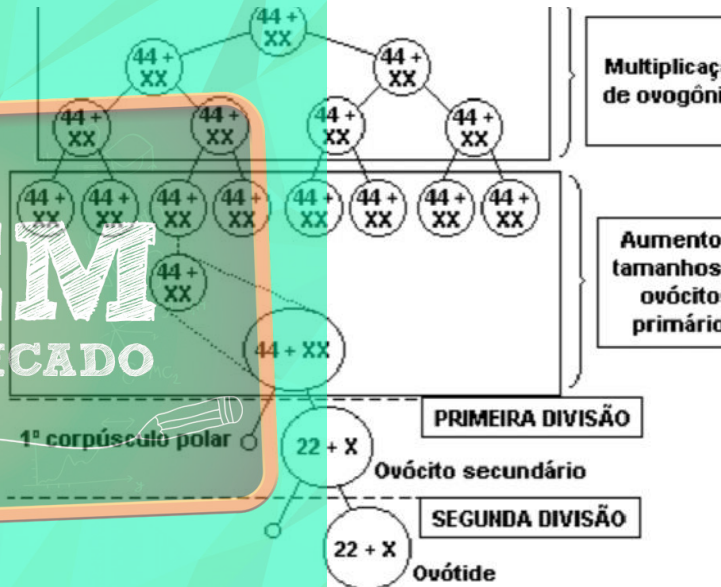 44 +
XX
44 +
XX
44 +
XX
44 +
XX
44 +
XX
44 +
XX
44 +
XX
Multiplicaç
de ovogôni
44 +
XX
44 +
XX
44 +
XX
44 +
XX
44 +
XX
44 +
XX
44 +
XX
44 +
XX
44 +
XX
Aumento
tamanhos
ovócito
primário
EM
ICADO
44 + XX
PRIMEIRA DIVISÃO
1º corpúsculo polar
22 + X
Ovócito secundário
SEGUNDA DIVISÃO
22 + X
Ovótide